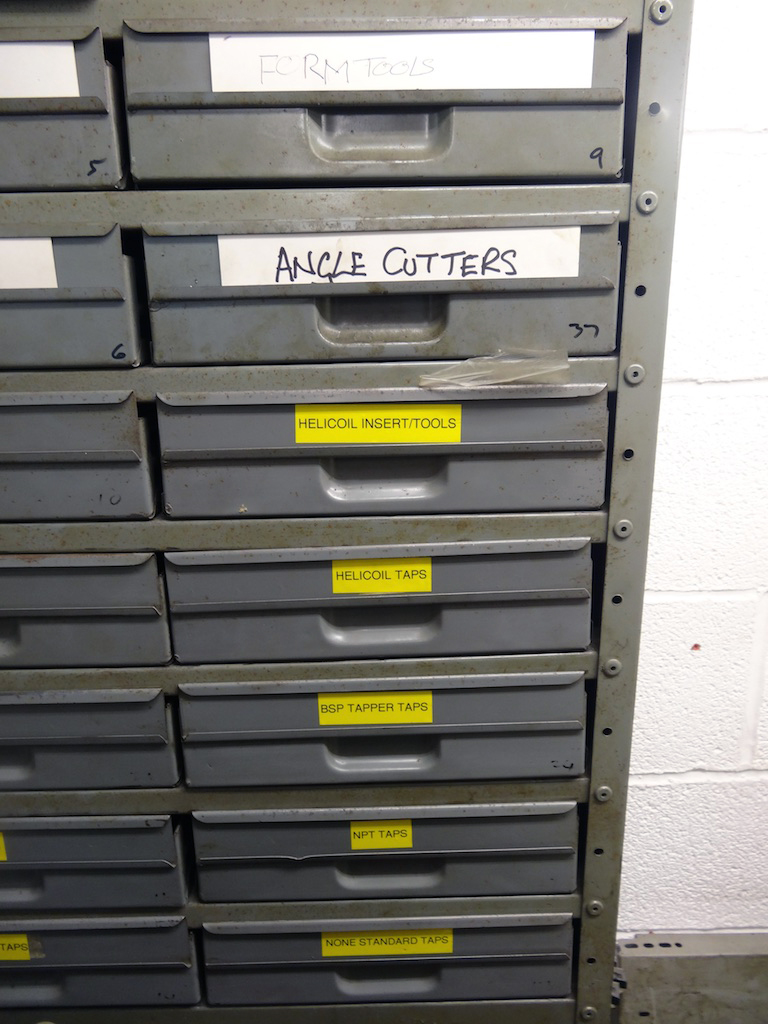 FORM TOOLS
5
9
ANGLE CUTTERS
6
37
HELICOIL INSERT/TOOLS
10
HELICOIL TAPS
BSP TAPPER TAPS
NPT TAPS
TAPS
NONE STANDARD TAPS